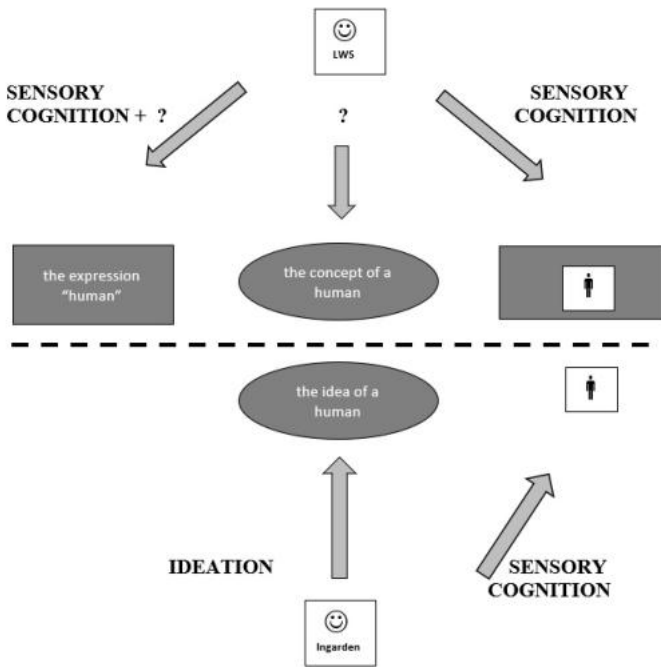 LWS
SENSORY
COGNITION + ?
?
SENSORY
COGNITION
the expression
“human”
the concept of a
human
the idea of a
human
IDEATION
SENSORY
COGNITION
Ingarden